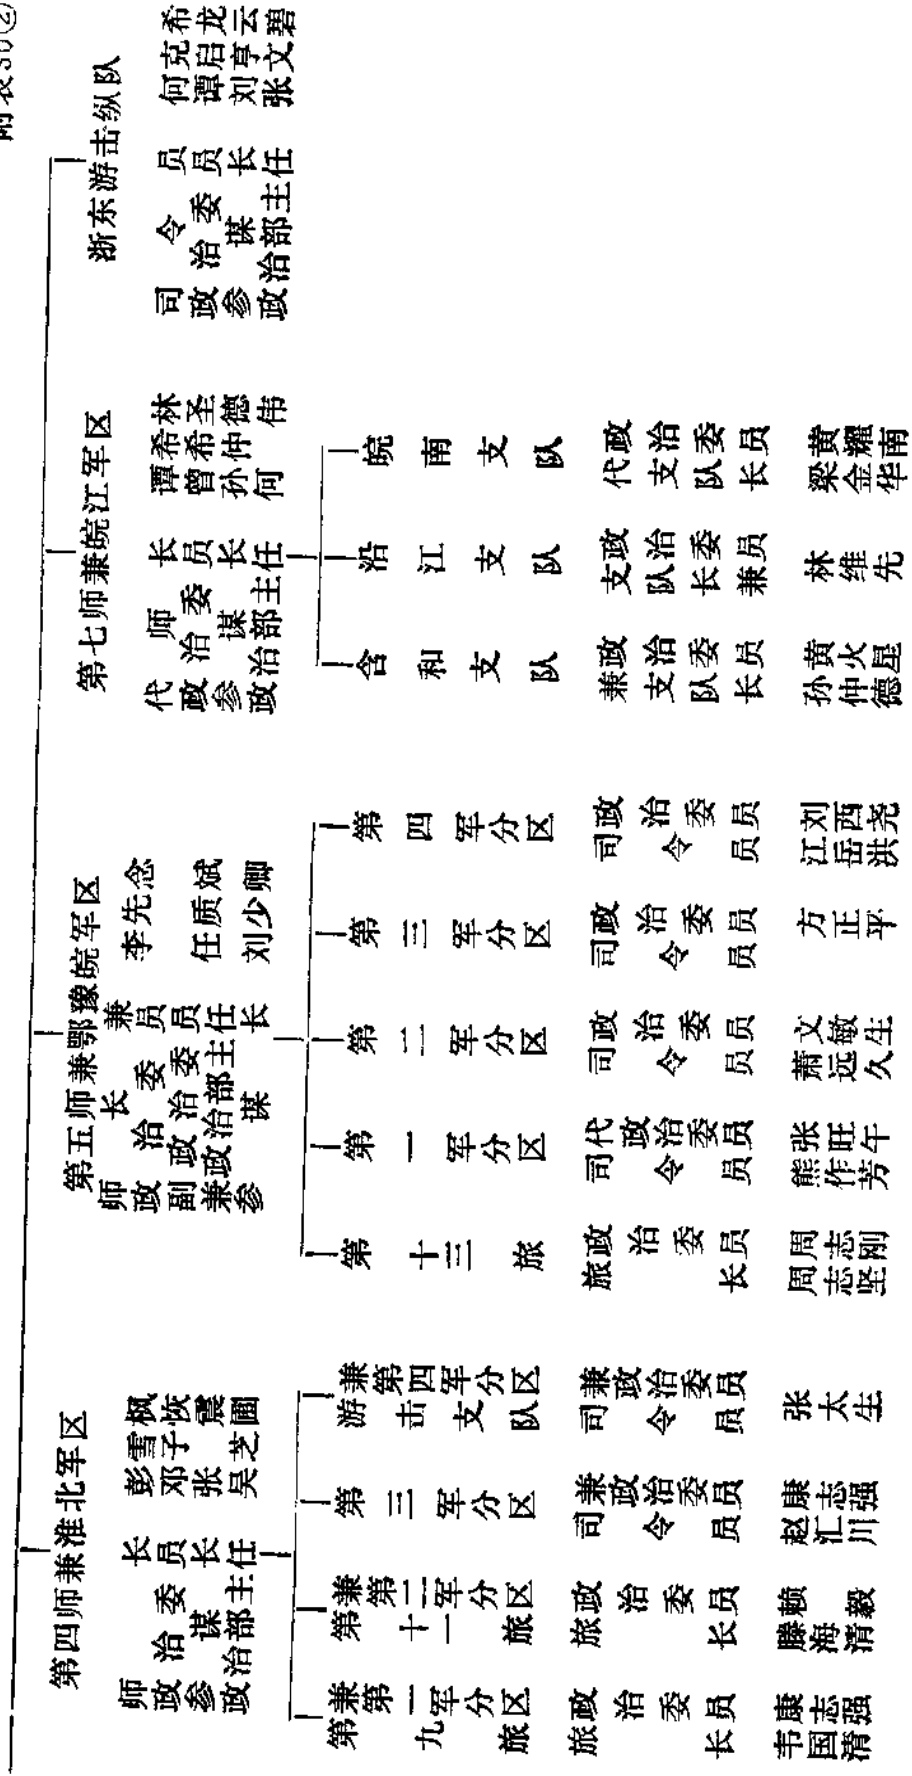 附表50②
第四师兼淮北军区
师长 彭雪枫
政治委员 邓子恢
参谋长 张震
政治部主任 吴芝圃
第九旅
兼第一军分区
旅长
政治委员
韦国清
康志强
第十一旅
兼第二军分区
旅长
政治委员
滕海清
赖毅
第三军分区
司令员
兼政治委员
赵汇川
康志强
游击支队
兼第四军分区
司令员
兼政治委员
张太生
第五师兼鄂豫皖军区
师长兼
政治委员 李先念
副政治委员
兼政治部主任 任质斌
参谋长 刘少卿
第十三旅
旅长
政治委员
周志坚
周志刚
第一军分区
司令员
代政治委员
熊作芳
张旺午
第二军分区
司令员
政治委员
萧远久
文敏生
第三军分区
司令员
政治委员
方正平
第四军分区
司令员
政治委员
江岳洪
刘西尧
第七师兼皖江军区
代师长 谭希林
政治委员 曾希圣
参谋长 孙仲德
政治部主任 何伟
含和支队
兼支队长
政治委员
孙仲德
黄火星
沿江支队
支队长兼
政治委员
林维先
皖南支队
代支队长
政治委员
梁金华
黄耀南
浙东游击纵队
司令员 何克希
政治委员 谭启龙
参谋长 刘亨云
政治部主任 张文碧